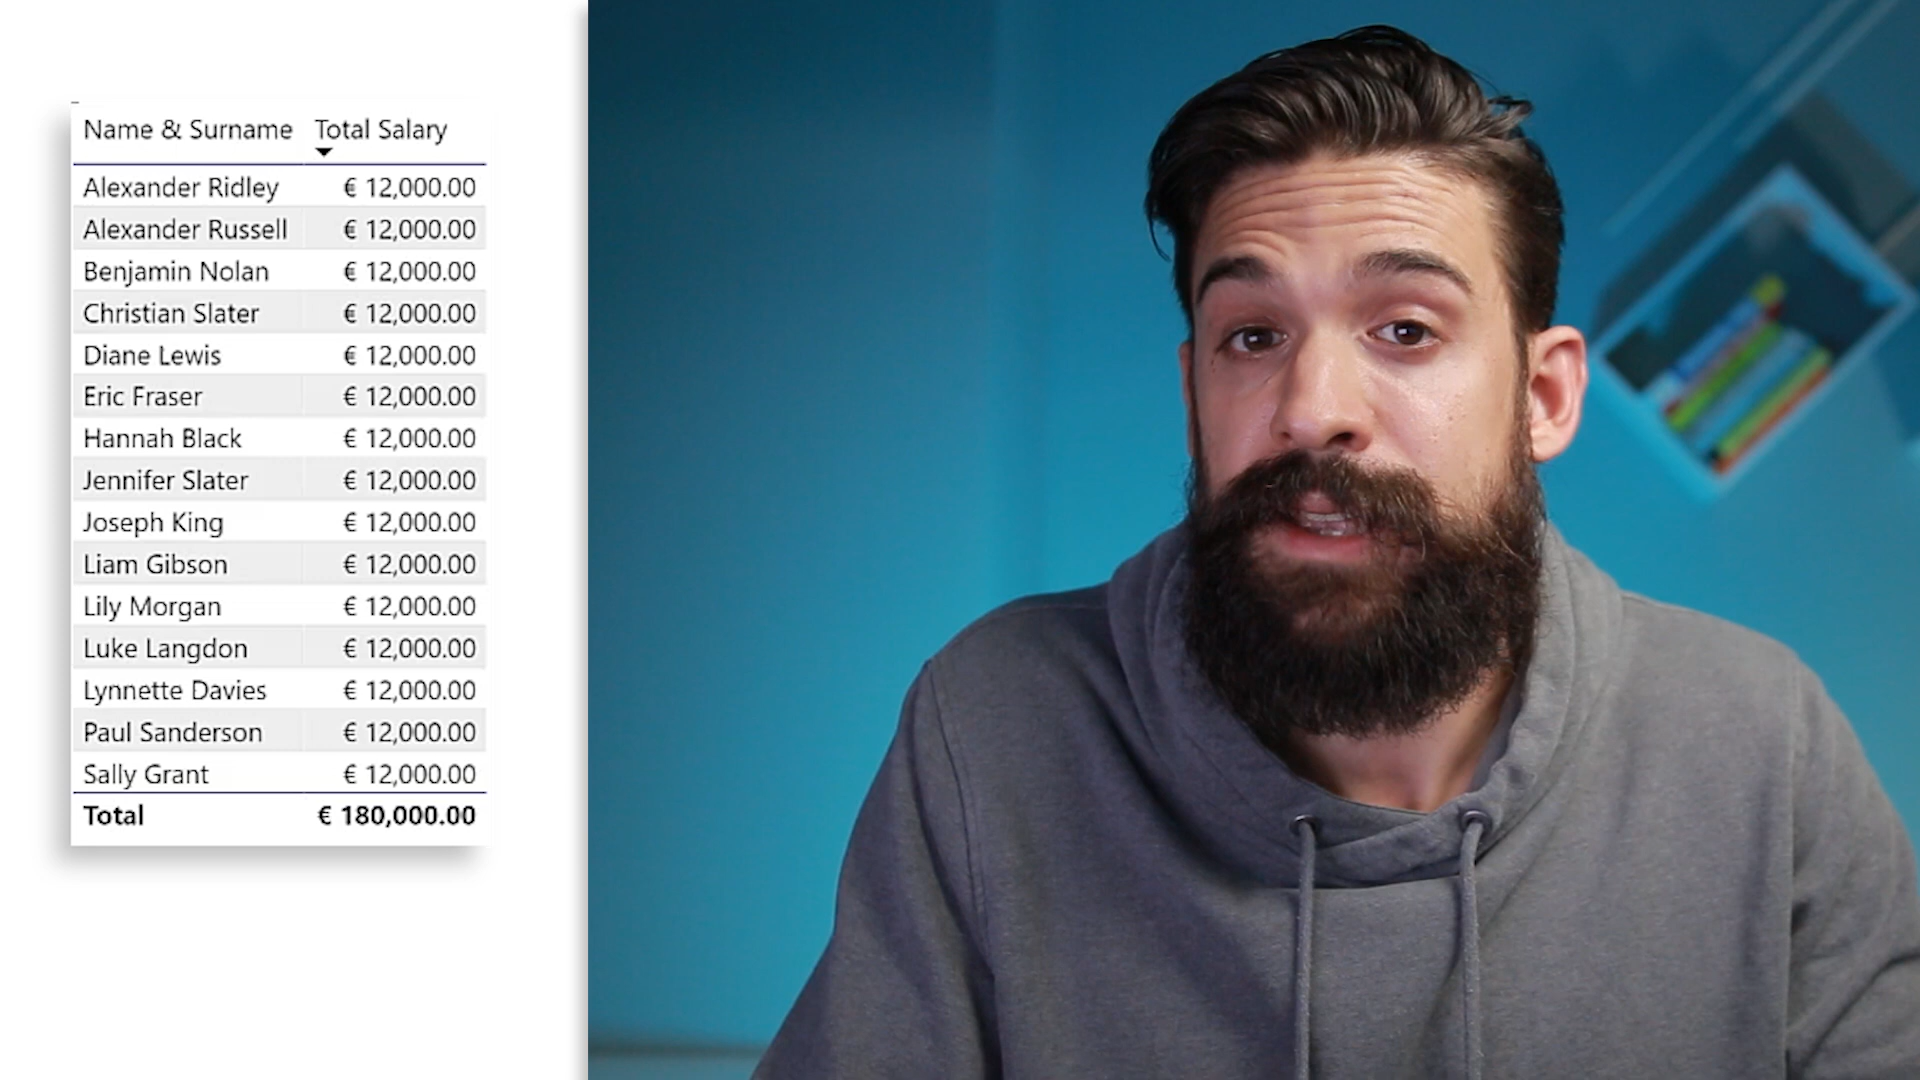 Name & Surname Total Salary
Alexander Ridley € 12,000.00
Alexander Russell € 12,000.00
Benjamin Nolan € 12,000.00
Christian Slater € 12,000.00
Diane Lewis € 12,000.00
Eric Fraser € 12,000.00
Hannah Black € 12,000.00
Jennifer Slater € 12,000.00
Joseph King € 12,000.00
Liam Gibson € 12,000.00
Lily Morgan € 12,000.00
Luke Langdon € 12,000.00
Lynnette Davies € 12,000.00
Paul Sanderson € 12,000.00
Sally Grant € 12,000.00
Total € 180,000.00